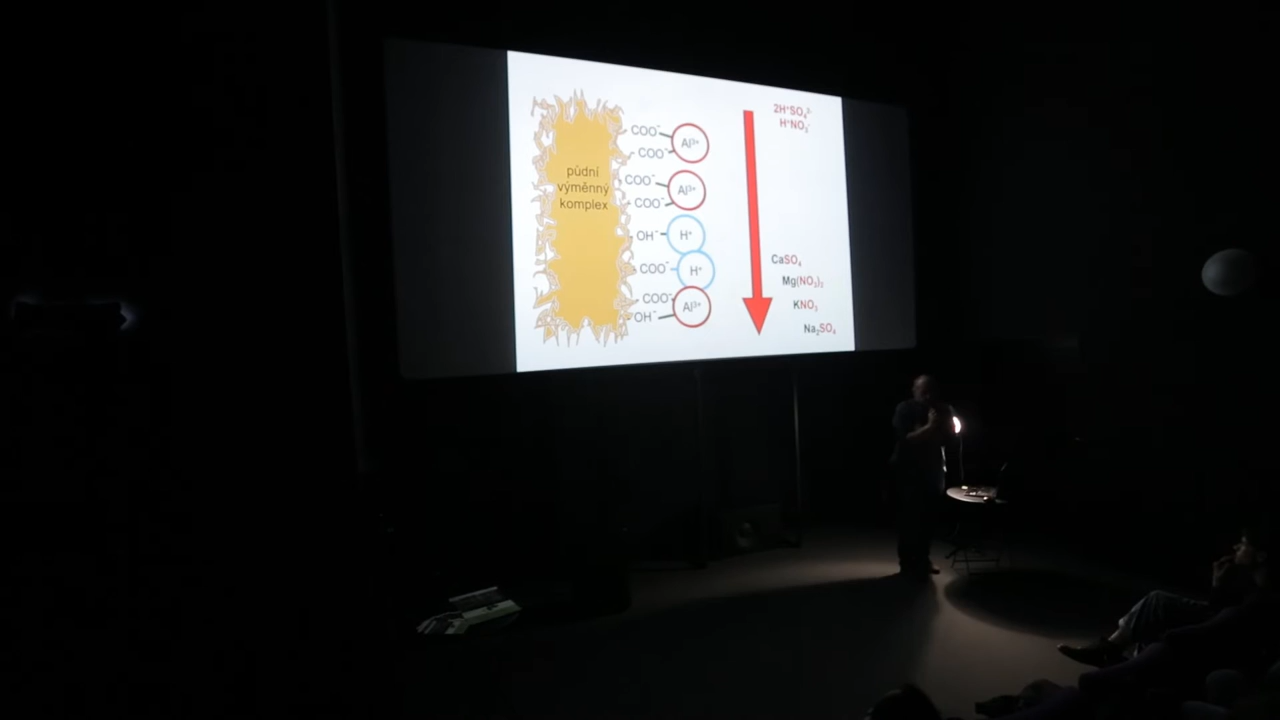 půdní
výměnný
komplex
COO⁻
COO⁻
Al³⁺
COO⁻
COO⁻
Al³⁺
OH⁻
H⁺
COO⁻
H⁺
COO⁻
OH⁻
Al³⁺
2H⁺SO₄²⁻
H⁺NO₃⁻
CaSO₄
Mg(NO₃)₂
KNO₃
Na₂SO₄